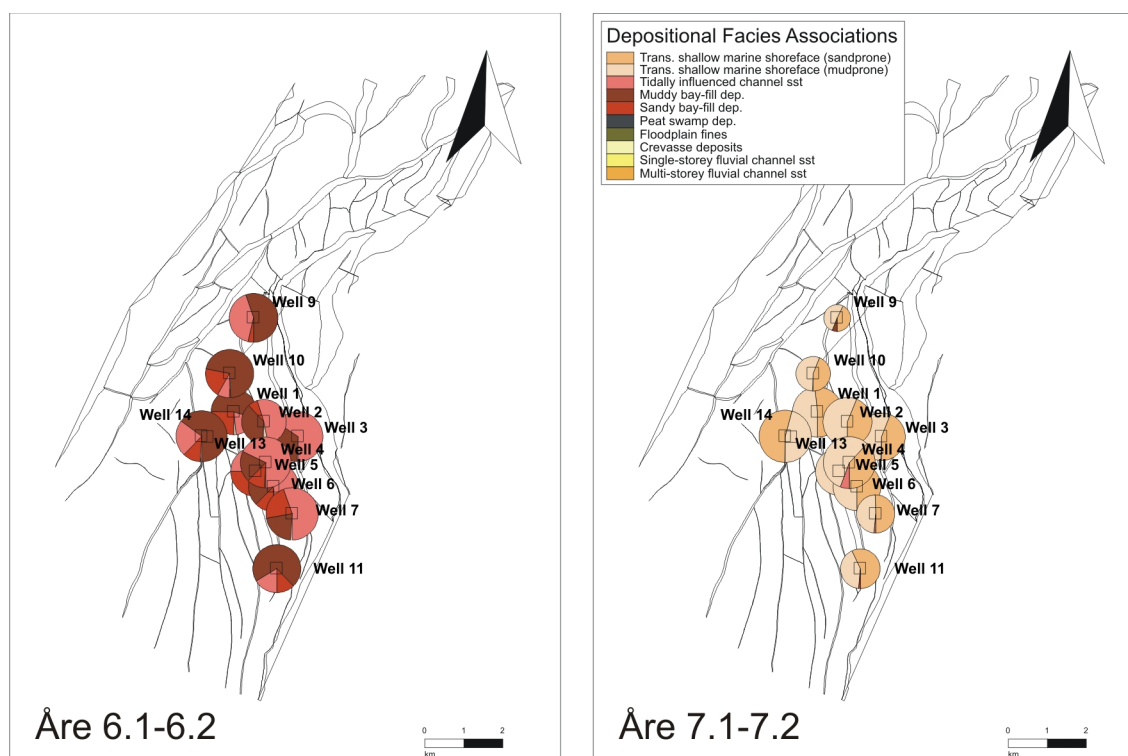 Well 9
Well 10
Well 1
Well 14
Well 2
Well 3
Well 13
Well 4
Well 5
Well 6
Well 7
Well 11
Åre 6.1-6.2
0 1 2
km
Depositional Facies Associations
Trans. shallow marine shoreface (sandprone)
Trans. shallow marine shoreface (mudprone)
Tidally influenced channel sst
Muddy bay-fill dep.
Sandy bay-fill dep.
Peat swamp dep.
Floodplain fines
Crevasse deposits
Single-storey fluvial channel sst
Multi-storey fluvial channel sst
Well 9
Well 10
Well 1
Well 14
Well 2
Well 3
Well 13
Well 4
Well 5
Well 6
Well 7
Well 11
Åre 7.1-7.2
0 1 2
km